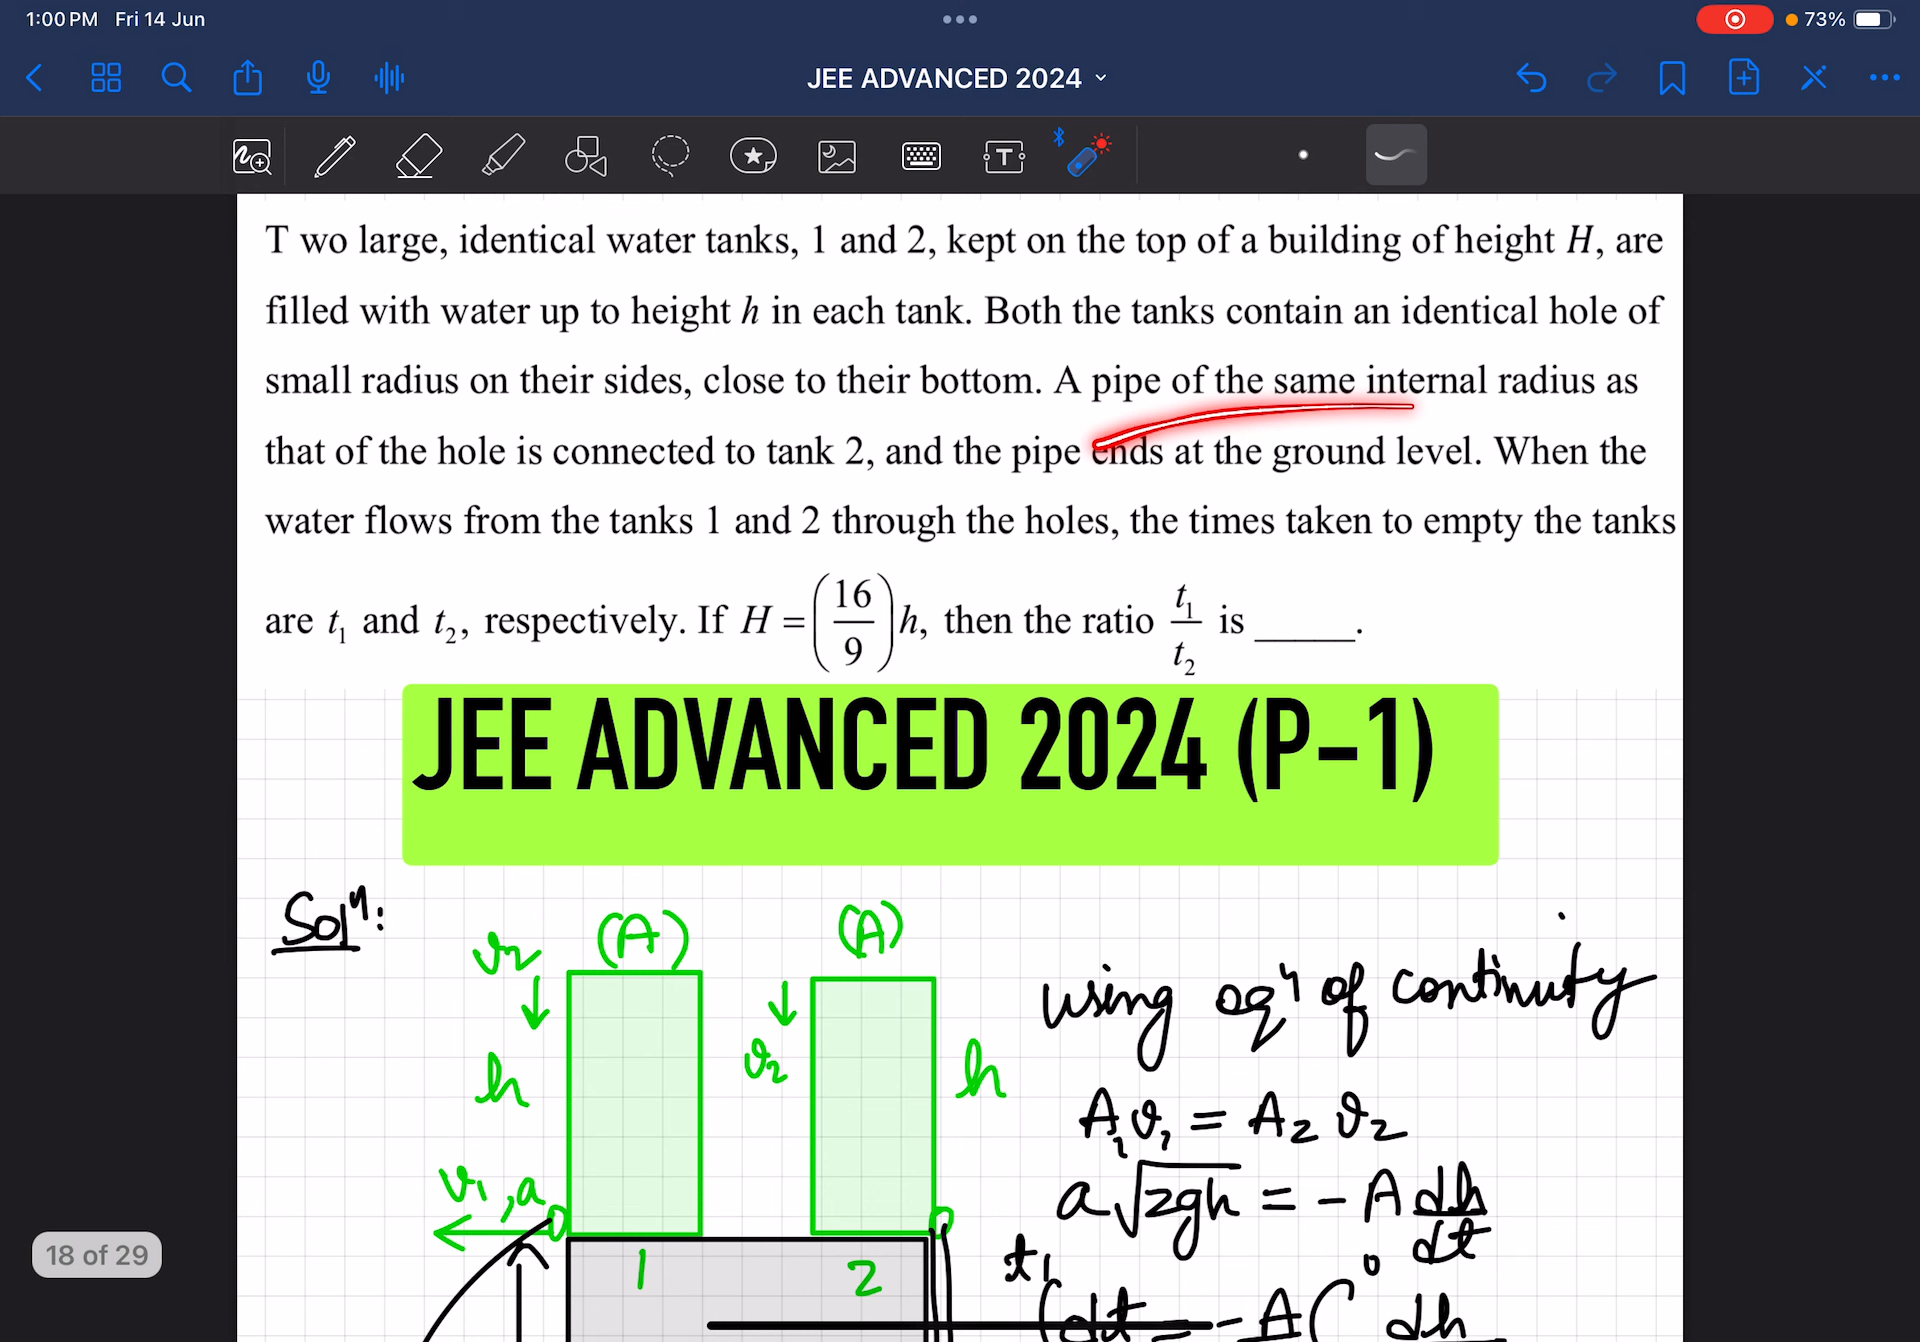 1:00 PM Fri 14 Jun
73%
JEE ADVANCED 2024
T wo large, identical water tanks, 1 and 2, kept on the top of a building of height H, are
filled with water up to height h in each tank. Both the tanks contain an identical hole of
small radius on their sides, close to their bottom. A pipe of the same internal radius as
that of the hole is connected to tank 2, and the pipe ends at the ground level. When the
water flows from the tanks 1 and 2 through the holes, the times taken to empty the tanks
are t₁ and t₂, respectively. If H = (16/9)h, then the ratio t₁/t₂ is _____.
JEE ADVANCED 2024 (P-1)
Solⁿ:
(A) (A)
v₂ v₂
h h
v₁, a
1 2
using eqⁿ of continuity
A₁v₁ = A₂v₂
a√2gh = -A dh/dt
t₁ 0
∫dt = -A ∫ dh
18 of 29